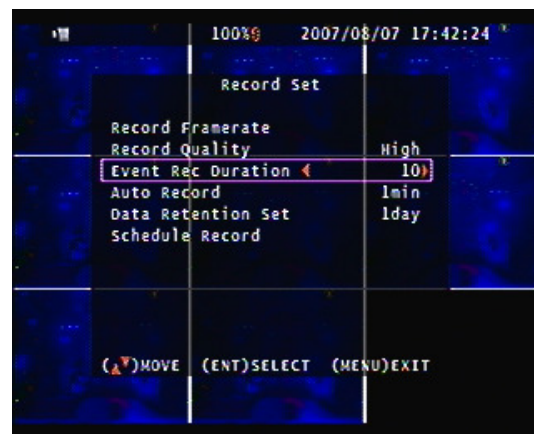 100% 2007/08/07 17:42:24
Record Set
Record Framerate
Record Quality High
Event Rec Duration 10
Auto Record 1min
Data Retention Set 1day
Schedule Record
(▲▼)MOVE (ENT)SELECT (MENU)EXIT